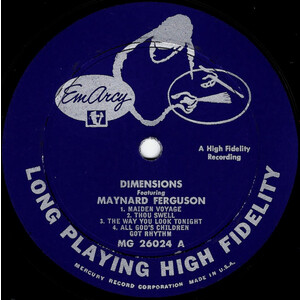 EmArcy
A High Fidelity
Recording
DIMENSIONS
Featuring
MAYNARD FERGUSON
1. MAIDEN VOYAGE
2. THOU SWELL
3. THE WAY YOU LOOK TONIGHT
4. ALL GOD'S CHILDREN
GOT RHYTHM
MG 26024 A
LONG PLAYING HIGH FIDELITY
MERCURY RECORD CORPORATION MADE IN U.S.A.